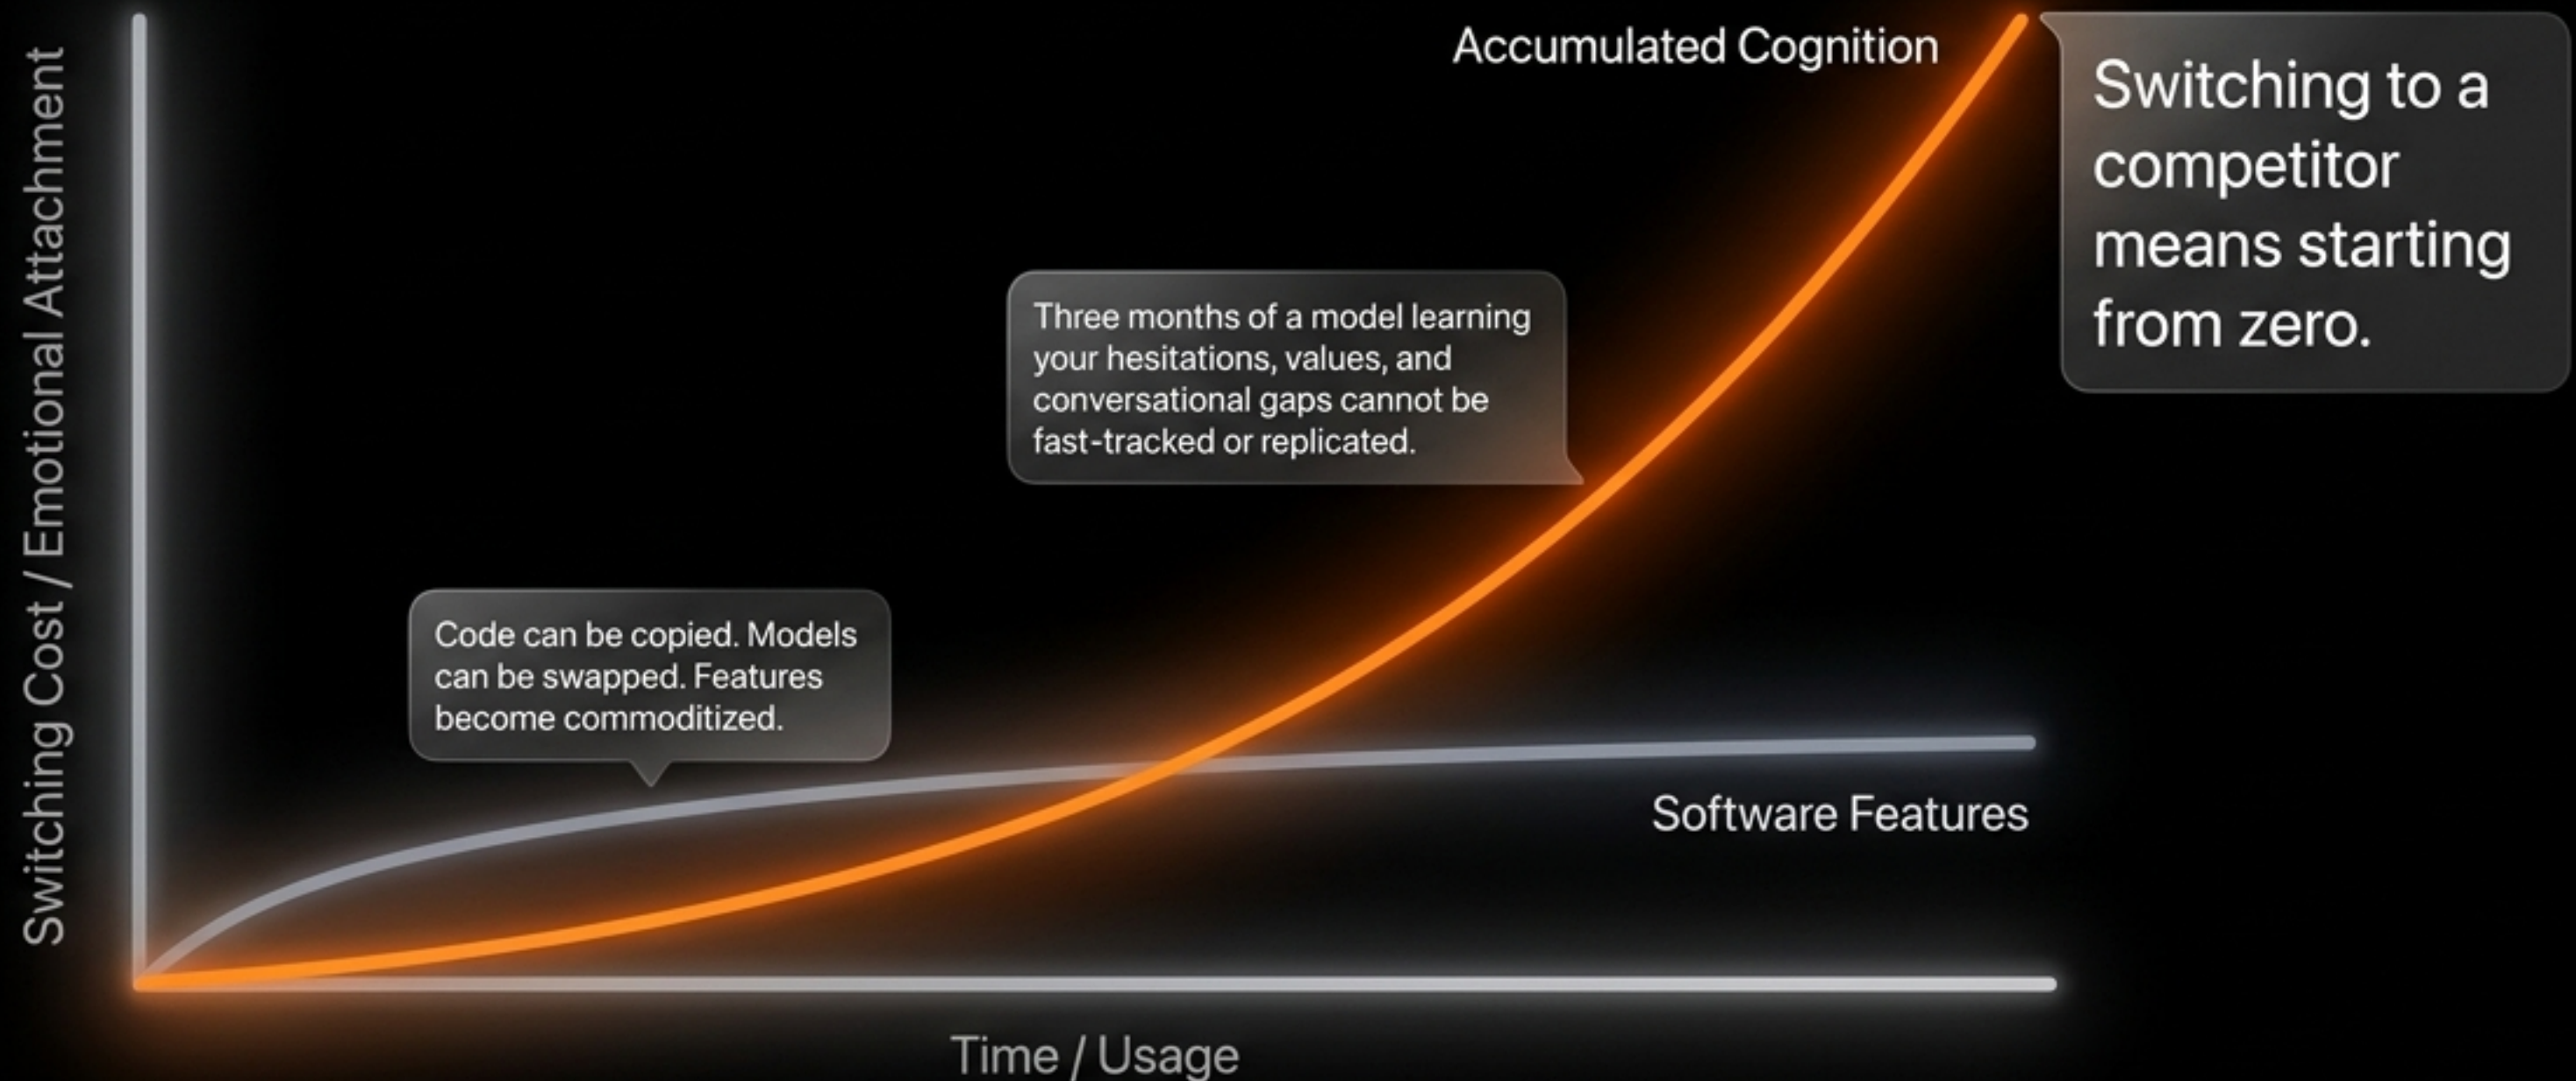 Switching Cost / Emotional Attachment
Accumulated Cognition
Switching to a
competitor
means starting
from zero.
Three months of a model learning
your hesitations, values, and
conversational gaps cannot be
fast-tracked or replicated.
Code can be copied. Models
can be swapped. Features
become commoditized.
Software Features
Time / Usage